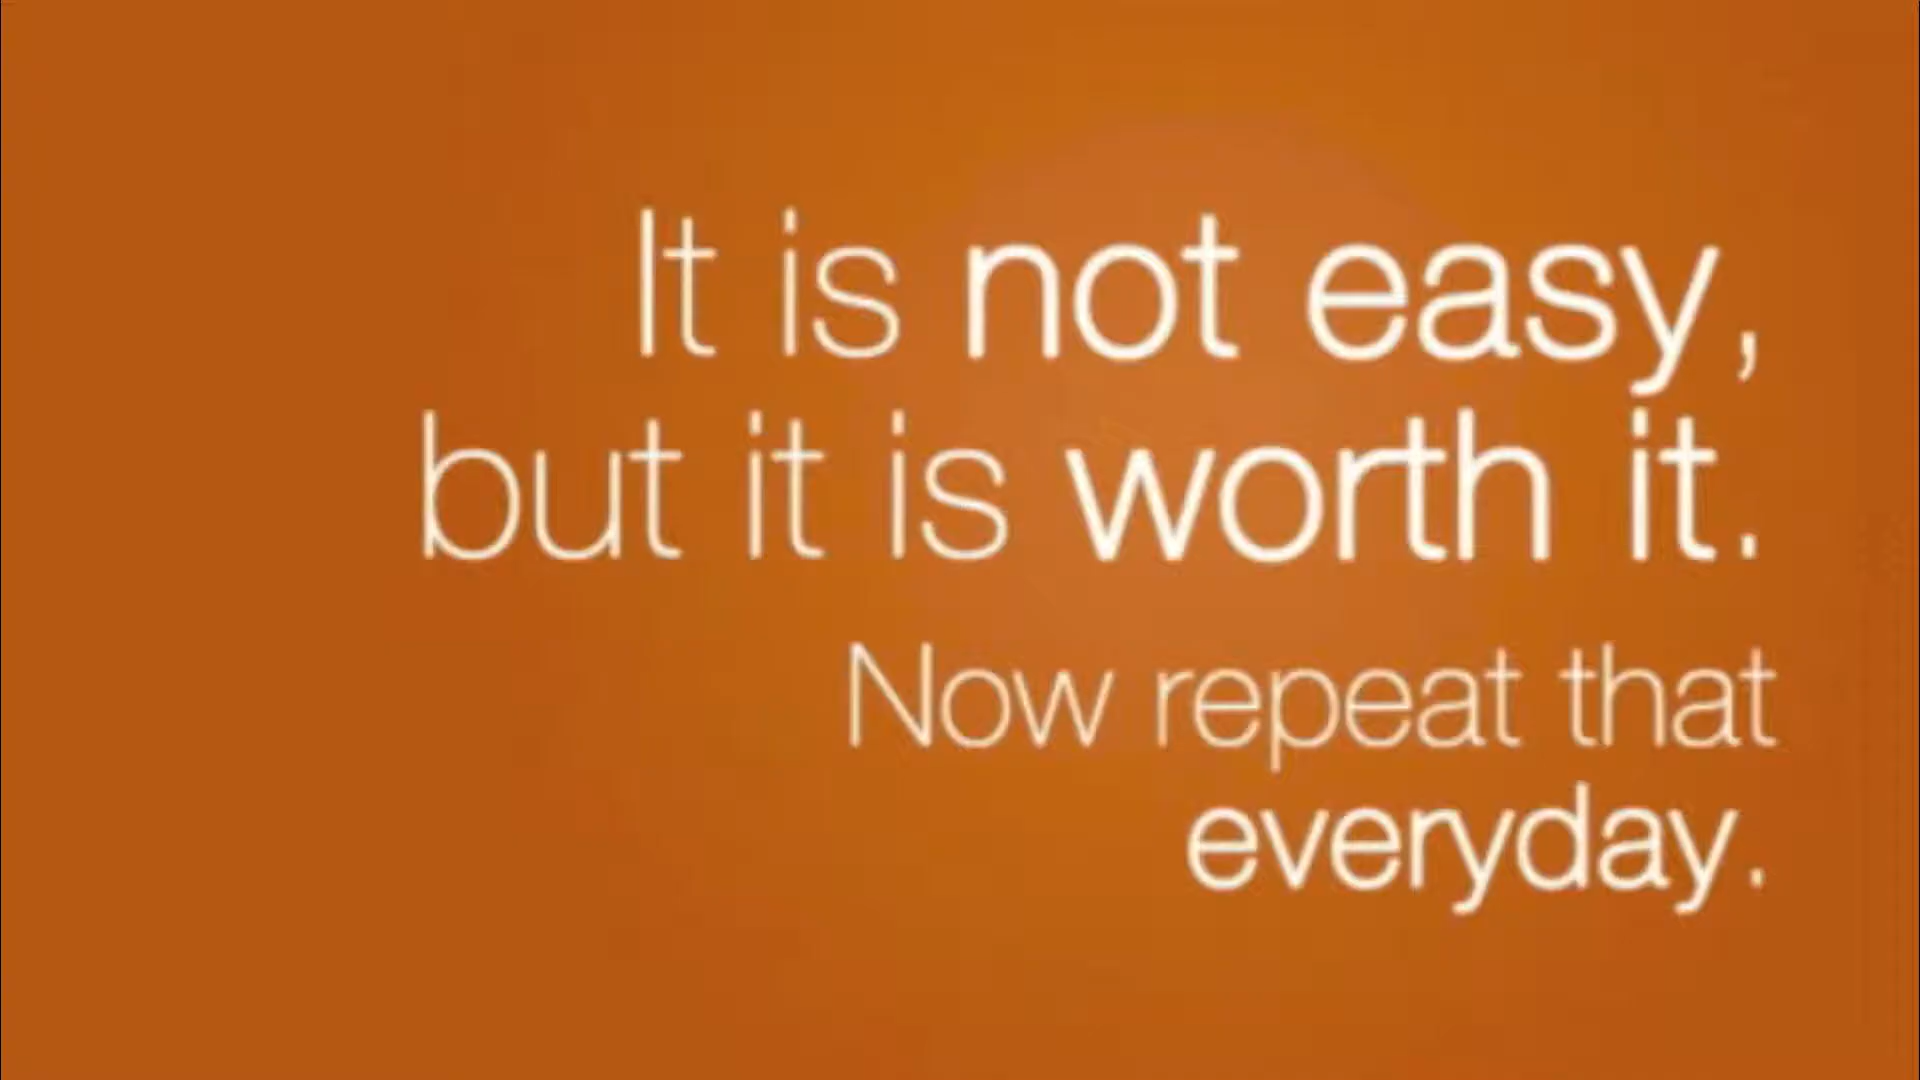 It is not easy,
but it is worth it.
Now repeat that
everyday.